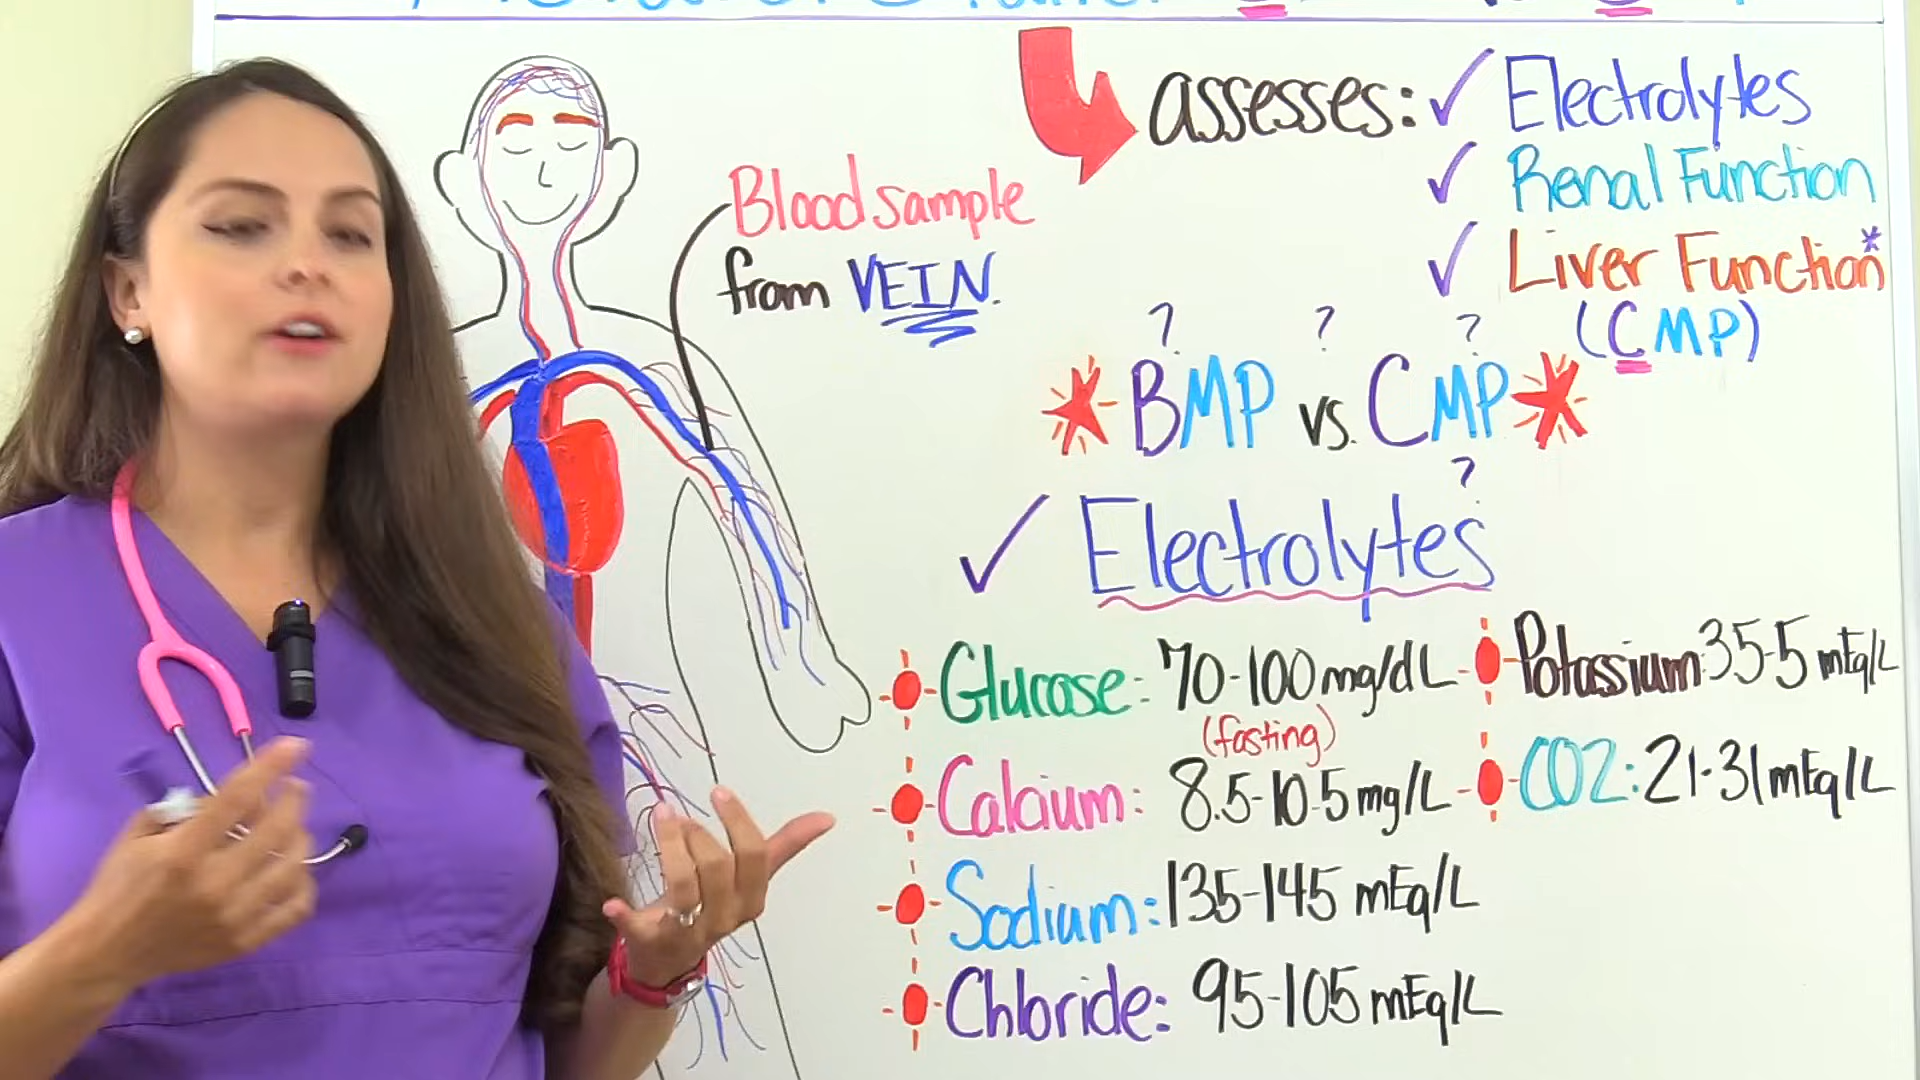 assesses: ✓ Electrolytes
✓ Renal Function
✓ Liver Function*
(CMP)
Blood sample
from VEIN.
? ? ?
BMP vs. CMP
?
✓ Electrolytes
Glucose: 70-100 mg/dL
(fasting)
Calcium: 8.5-10.5 mg/L
Sodium: 135-145 mEq/L
Chloride: 95-105 mEq/L
Potassium: 35-5 mEq/L
CO2: 21-31 mEq/L